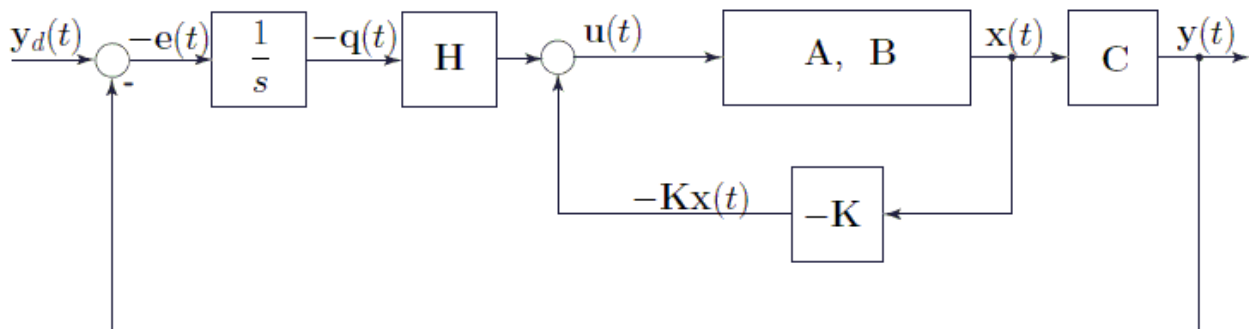 y_d(t) −e(t) 1/s −q(t) H u(t) A, B x(t) C y(t)
-
−Kx(t) −K